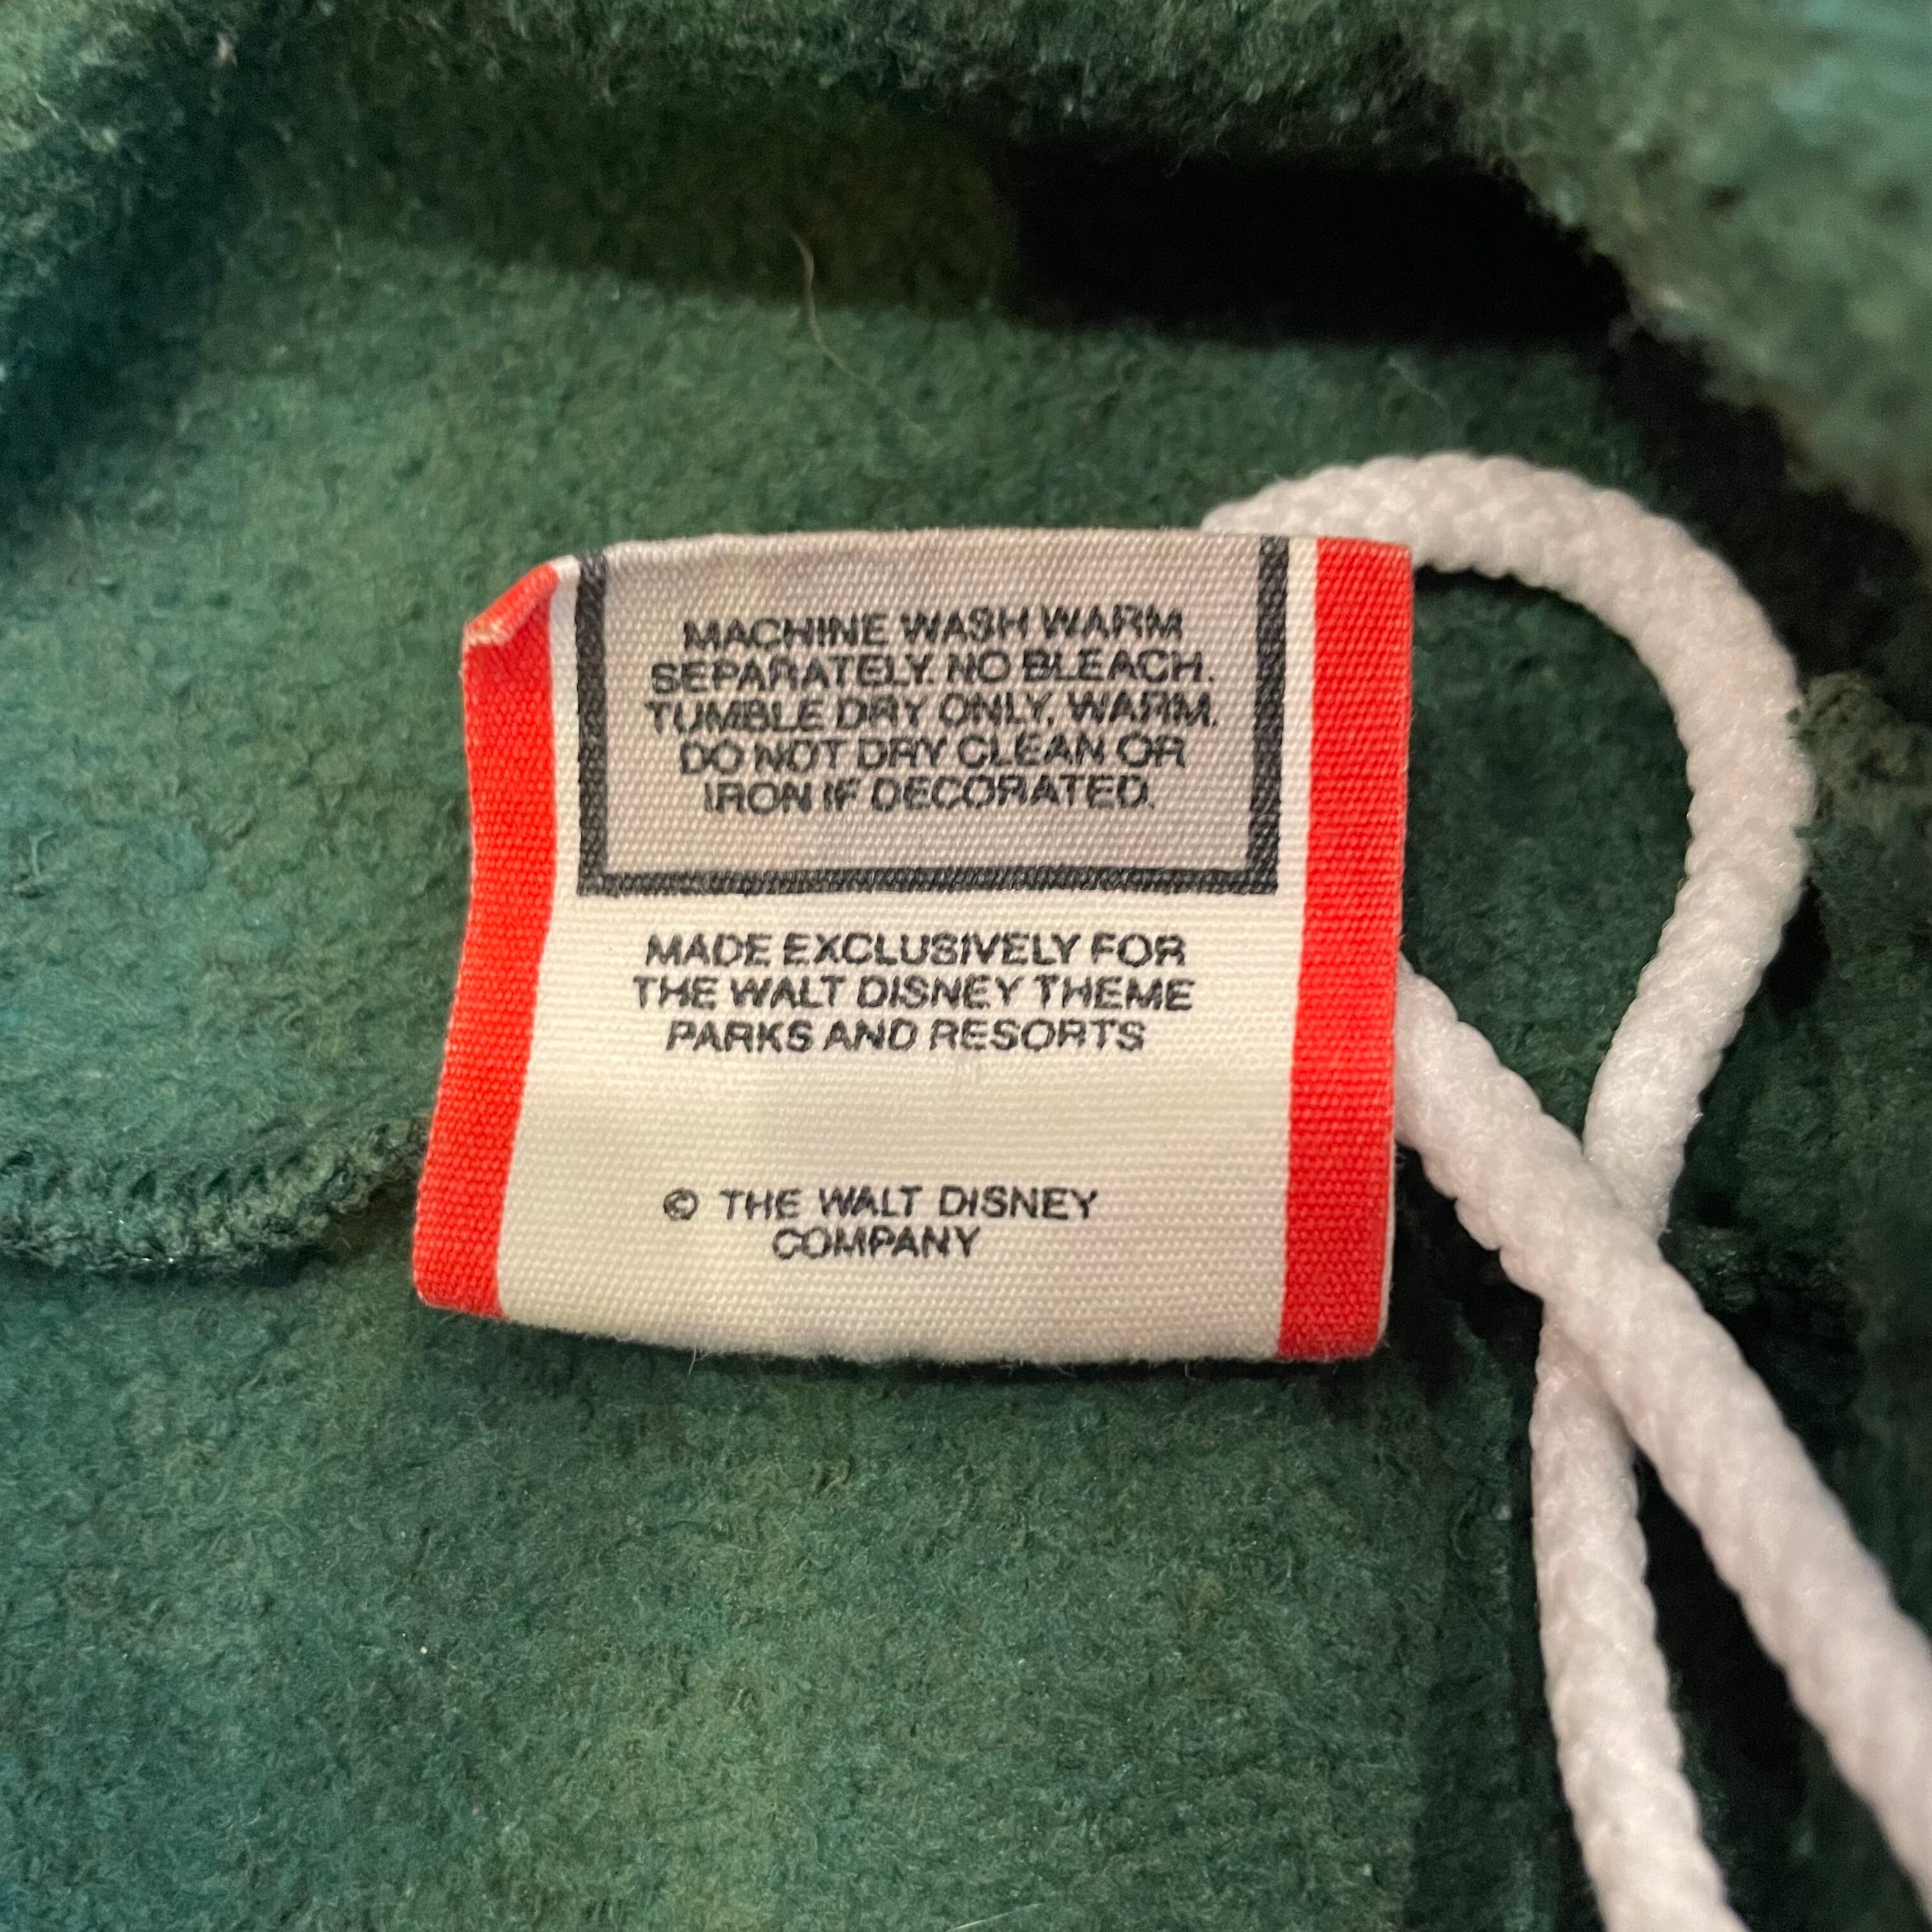 MACHINE WASH WARM
SEPARATELY. NO BLEACH.
TUMBLE DRY ONLY, WARM.
DO NOT DRY CLEAN OR
IRON IF DECORATED.
MADE EXCLUSIVELY FOR
THE WALT DISNEY THEME
PARKS AND RESORTS
© THE WALT DISNEY
COMPANY